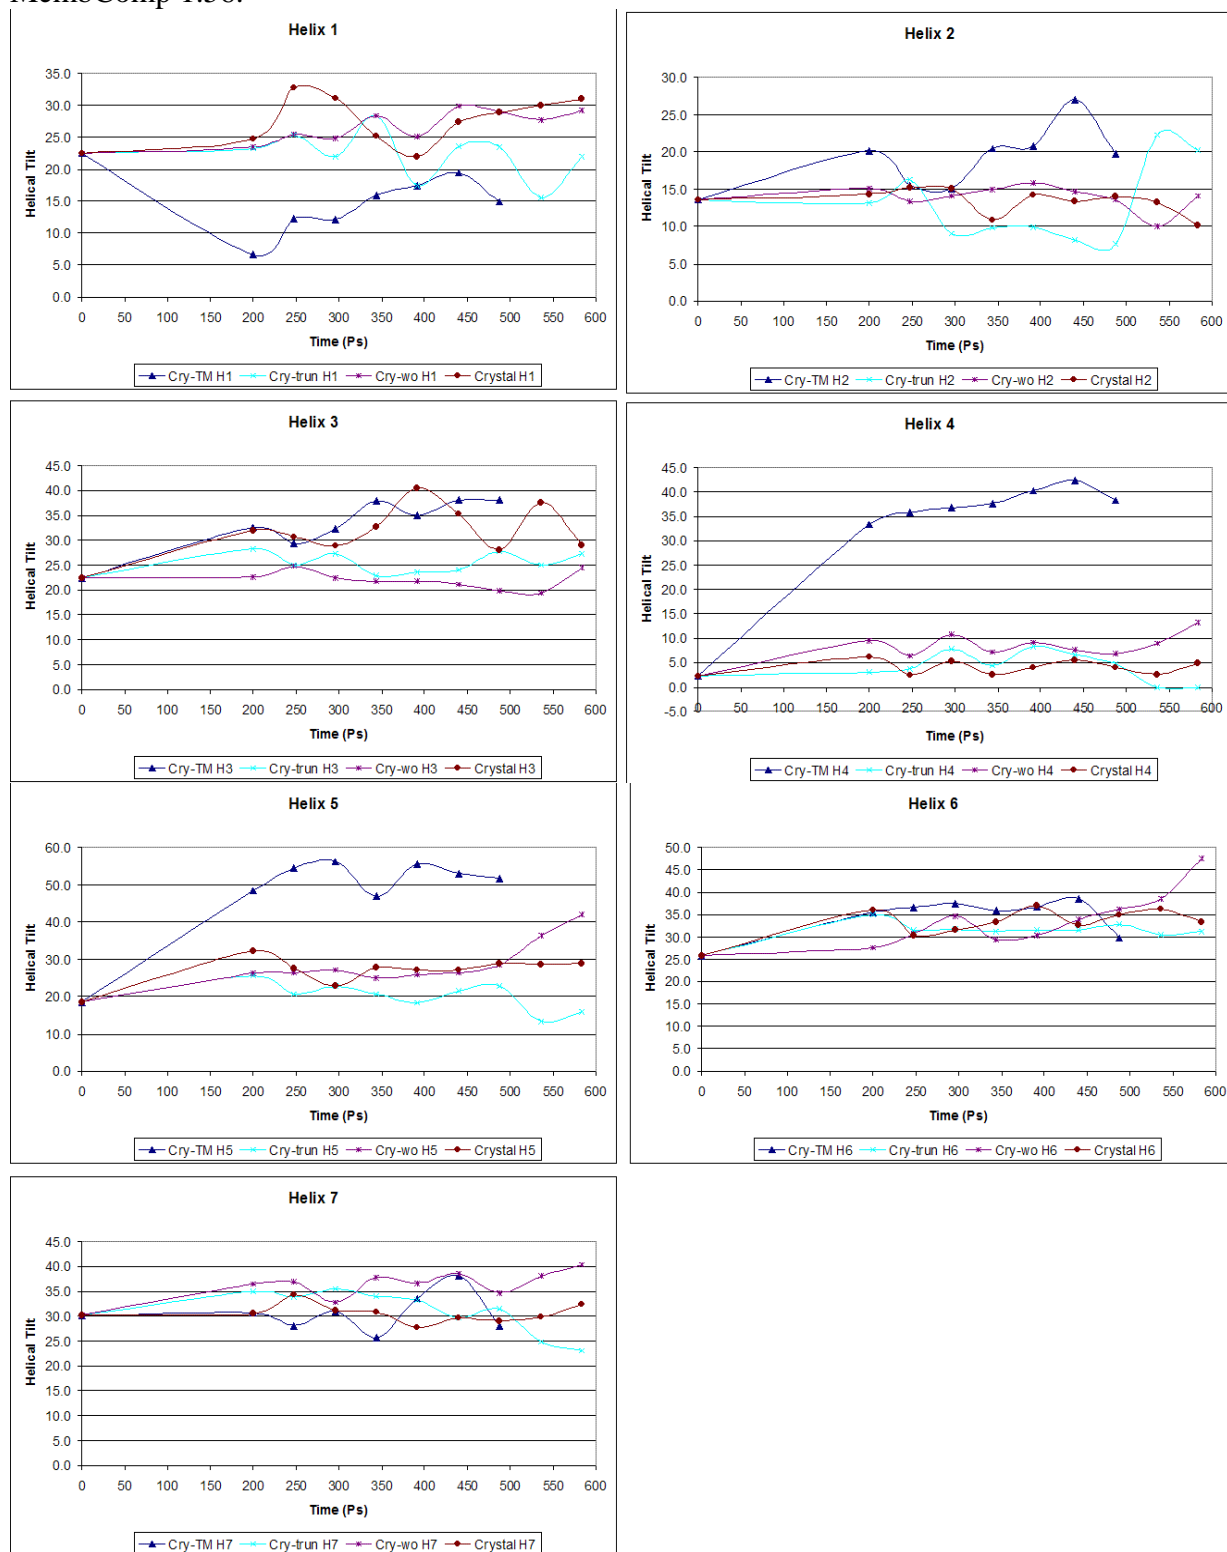 MembComp 1.38.
Helix 1
Helical Tilt
35.0
30.0
25.0
20.0
15.0
10.0
5.0
0.0
0 50 100 150 200 250 300 350 400 450 500 550 600
Time (Ps)
Cry-TM H1 Cry-trun H1 Cry-wo H1 Crystal H1
Helix 2
Helical Tilt
30.0
25.0
20.0
15.0
10.0
5.0
0.0
0 50 100 150 200 250 300 350 400 450 500 550 600
Time (Ps)
Cry-TM H2 Cry-trun H2 Cry-wo H2 Crystal H2
Helix 3
Helical Tilt
45.0
40.0
35.0
30.0
25.0
20.0
15.0
10.0
5.0
0.0
0 50 100 150 200 250 300 350 400 450 500 550 600
Time (Ps)
Cry-TM H3 Cry-trun H3 Cry-wo H3 Crystal H3
Helix 4
Helical Tilt
45.0
40.0
35.0
30.0
25.0
20.0
15.0
10.0
5.0
0.0
-5.0
0 50 100 150 200 250 300 350 400 450 500 550 600
Time (Ps)
Cry-TM H4 Cry-trun H4 Cry-wo H4 Crystal H4
Helix 5
Helical Tilt
60.0
50.0
40.0
30.0
20.0
10.0
0.0
0 50 100 150 200 250 300 350 400 450 500 550 600
Time (Ps)
Cry-TM H5 Cry-trun H5 Cry-wo H5 Crystal H5
Helix 6
Helical Tilt
50.0
45.0
40.0
35.0
30.0
25.0
20.0
15.0
10.0
5.0
0.0
0 50 100 150 200 250 300 350 400 450 500 550 600
Time (Ps)
Cry-TM H6 Cry-trun H6 Cry-wo H6 Crystal H6
Helix 7
Helical Tilt
45.0
40.0
35.0
30.0
25.0
20.0
15.0
10.0
5.0
0.0
0 50 100 150 200 250 300 350 400 450 500 550 600
Time (Ps)
Cry-TM H7 Cry-trun H7 Cry-wo H7 Crystal H7